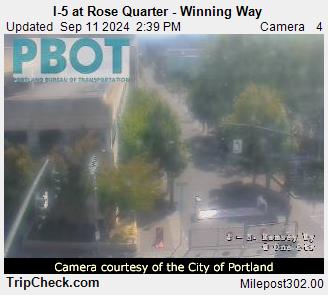 I-5 at Rose Quarter - Winning Way
Updated Sep 11 2024 2:39 PM Camera 4
PBOT
PORTLAND BUREAU OF TRANSPORTATION
Camera courtesy of the City of Portland
TripCheck.com Milepost302.00